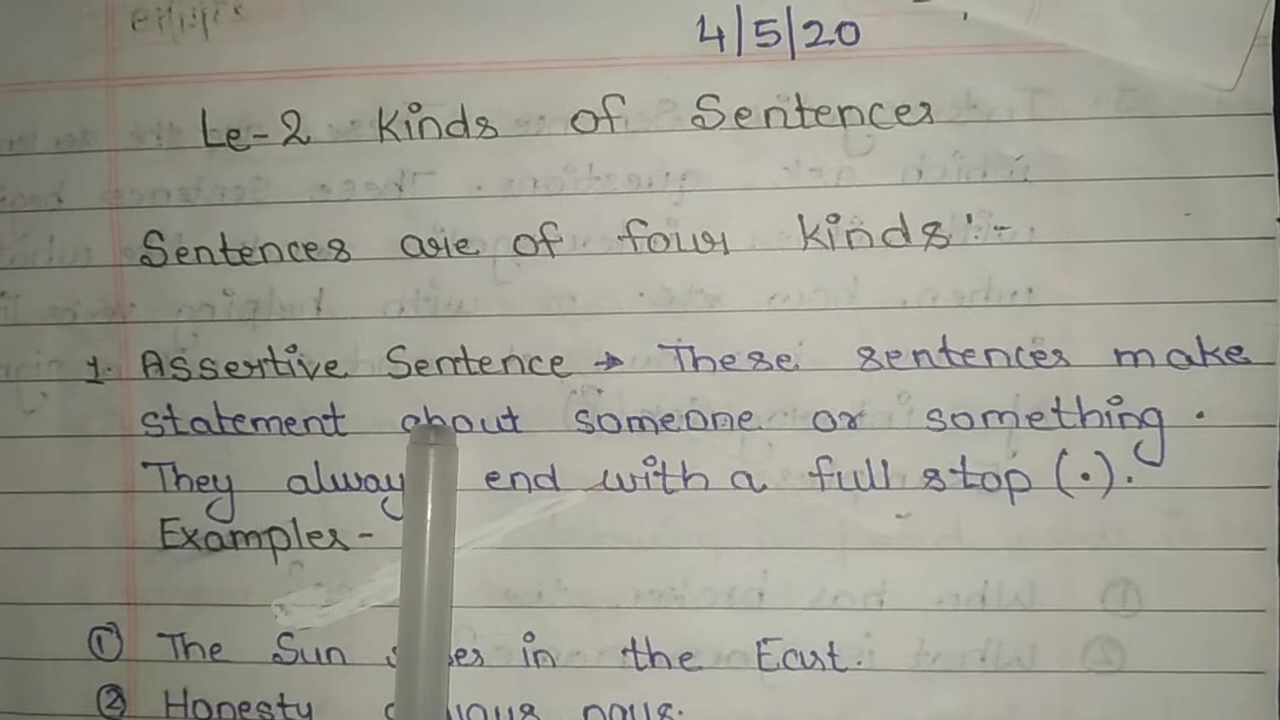 4/5/20
Le-2 Kinds of Sentences
Sentences are of four kinds:-
1. Assertive Sentence → These sentences make
statement about someone or something.
They alway end with a full stop (.).
Examples-
① The Sun in the East.
② Honesty pays.